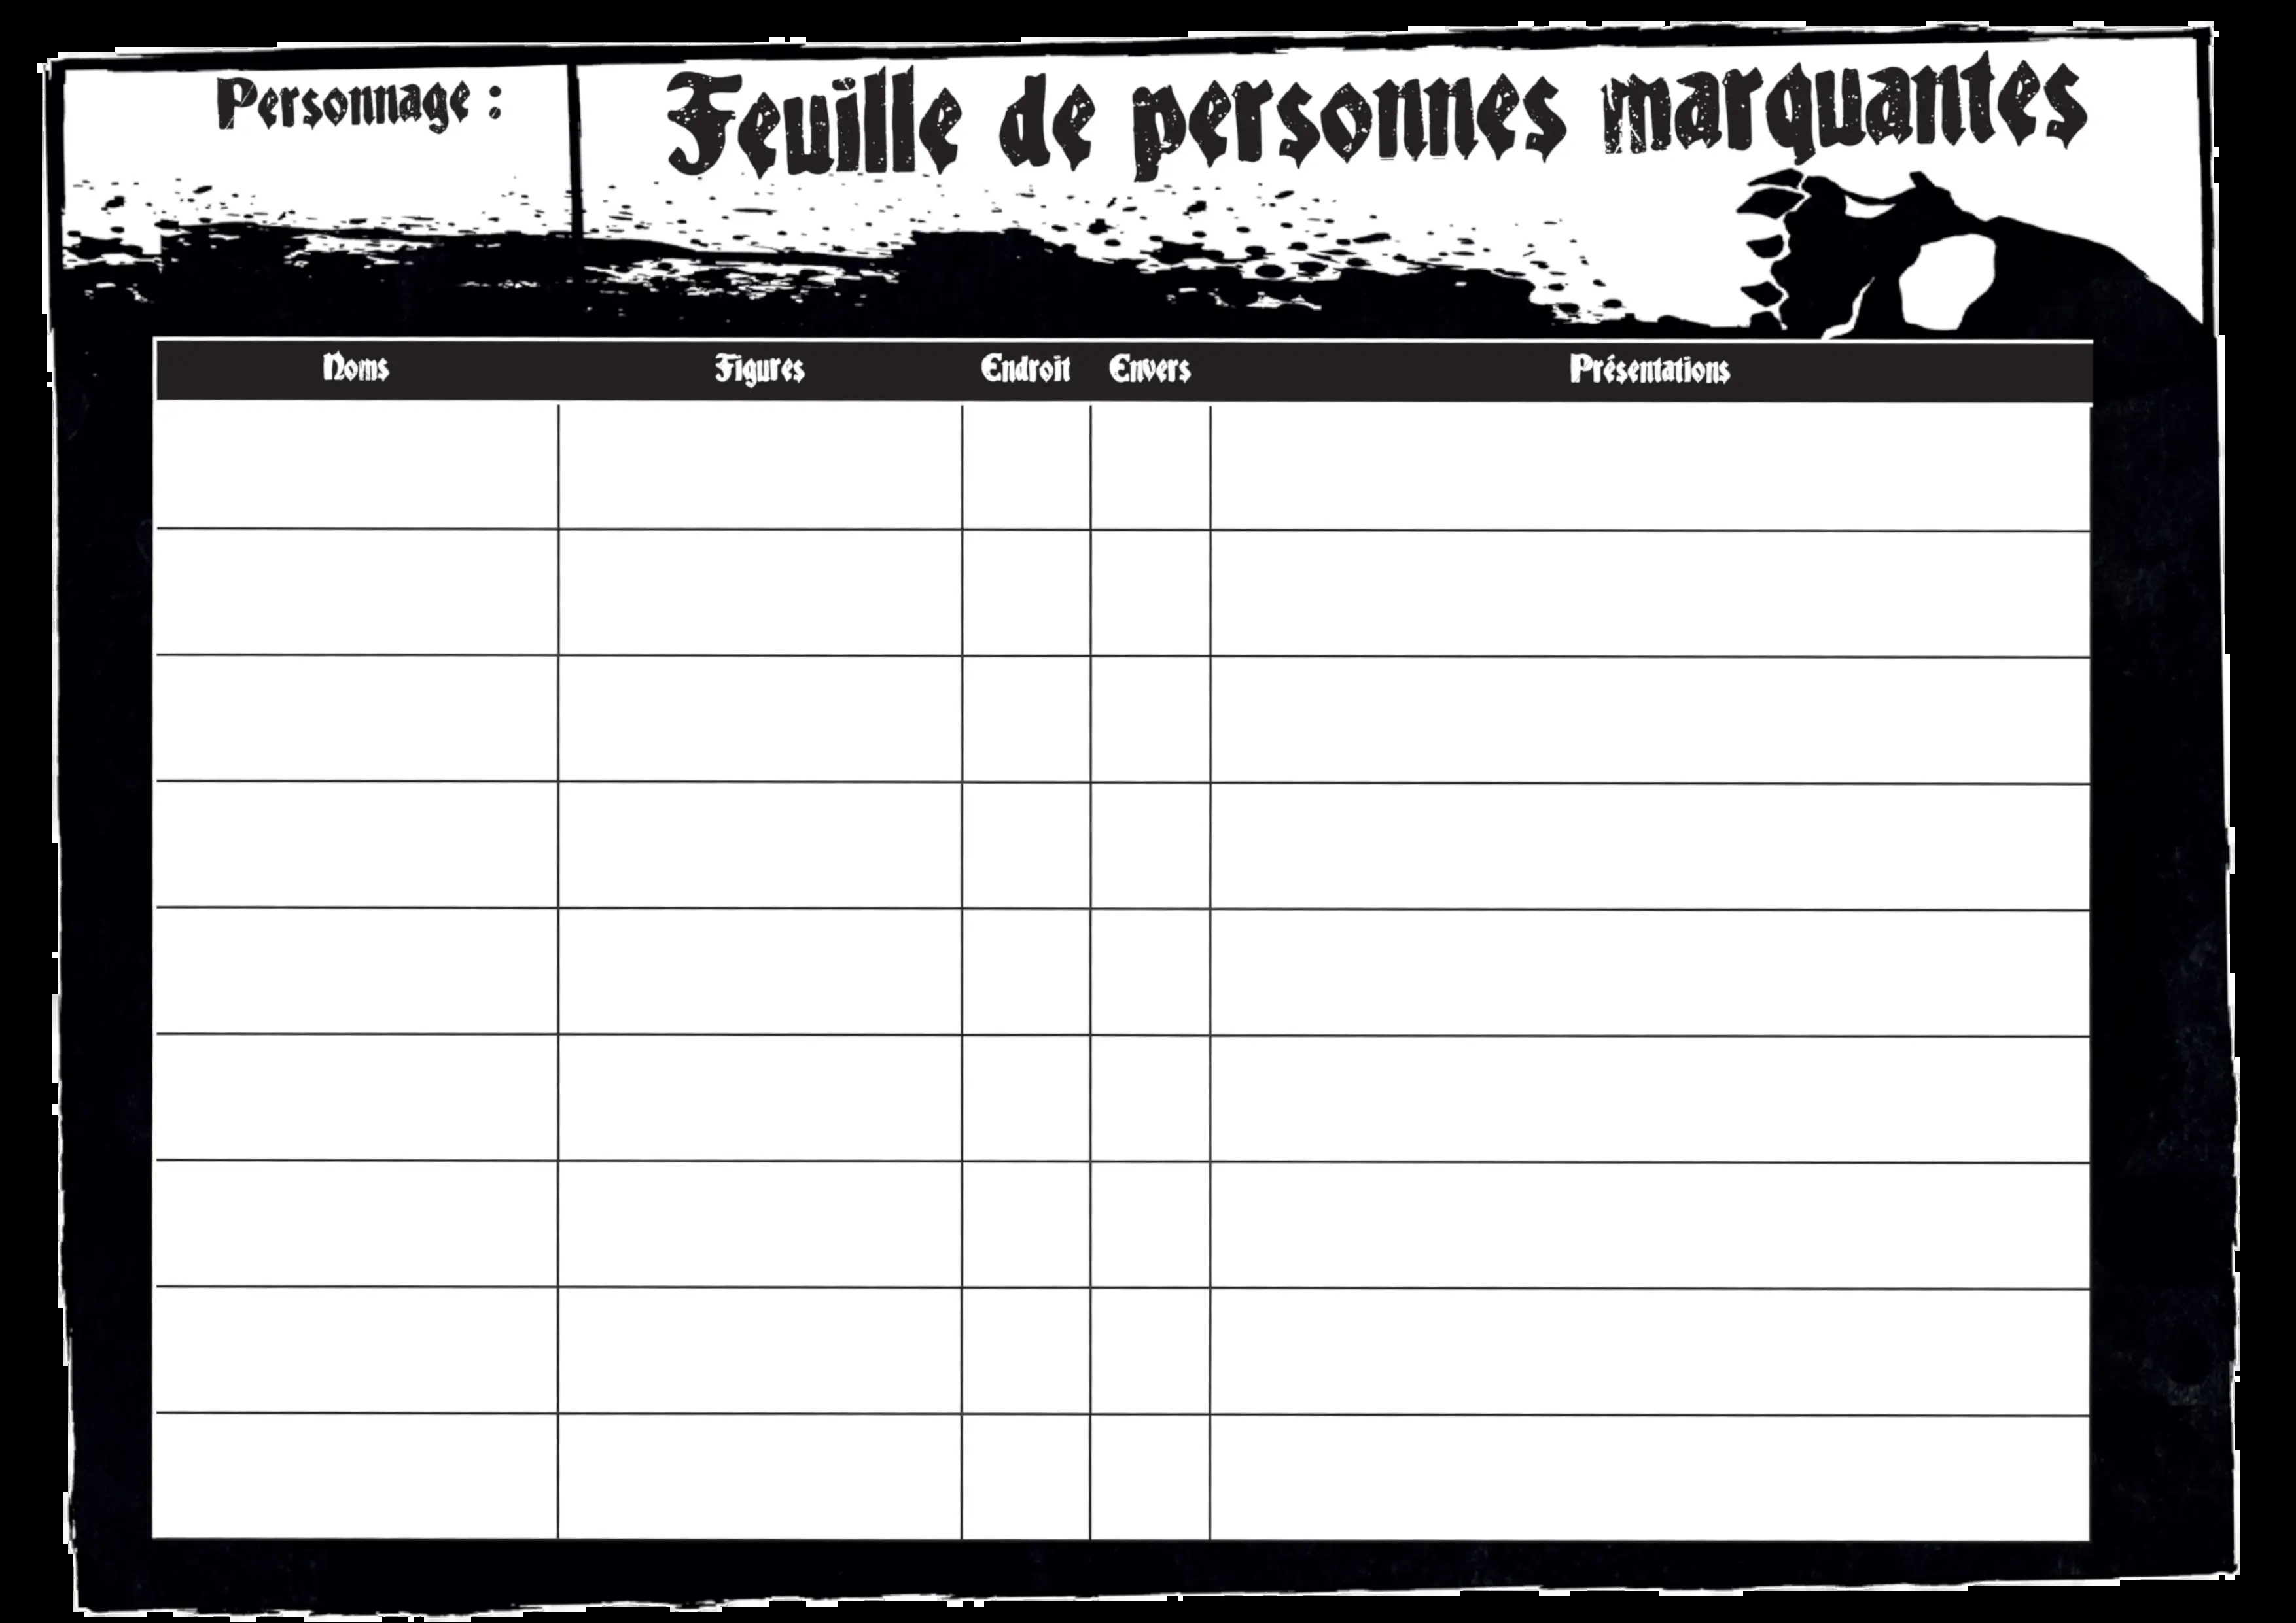 Personnage :
Feuille de personnes marquantes
Noms Figures Endroit Envers Présentations